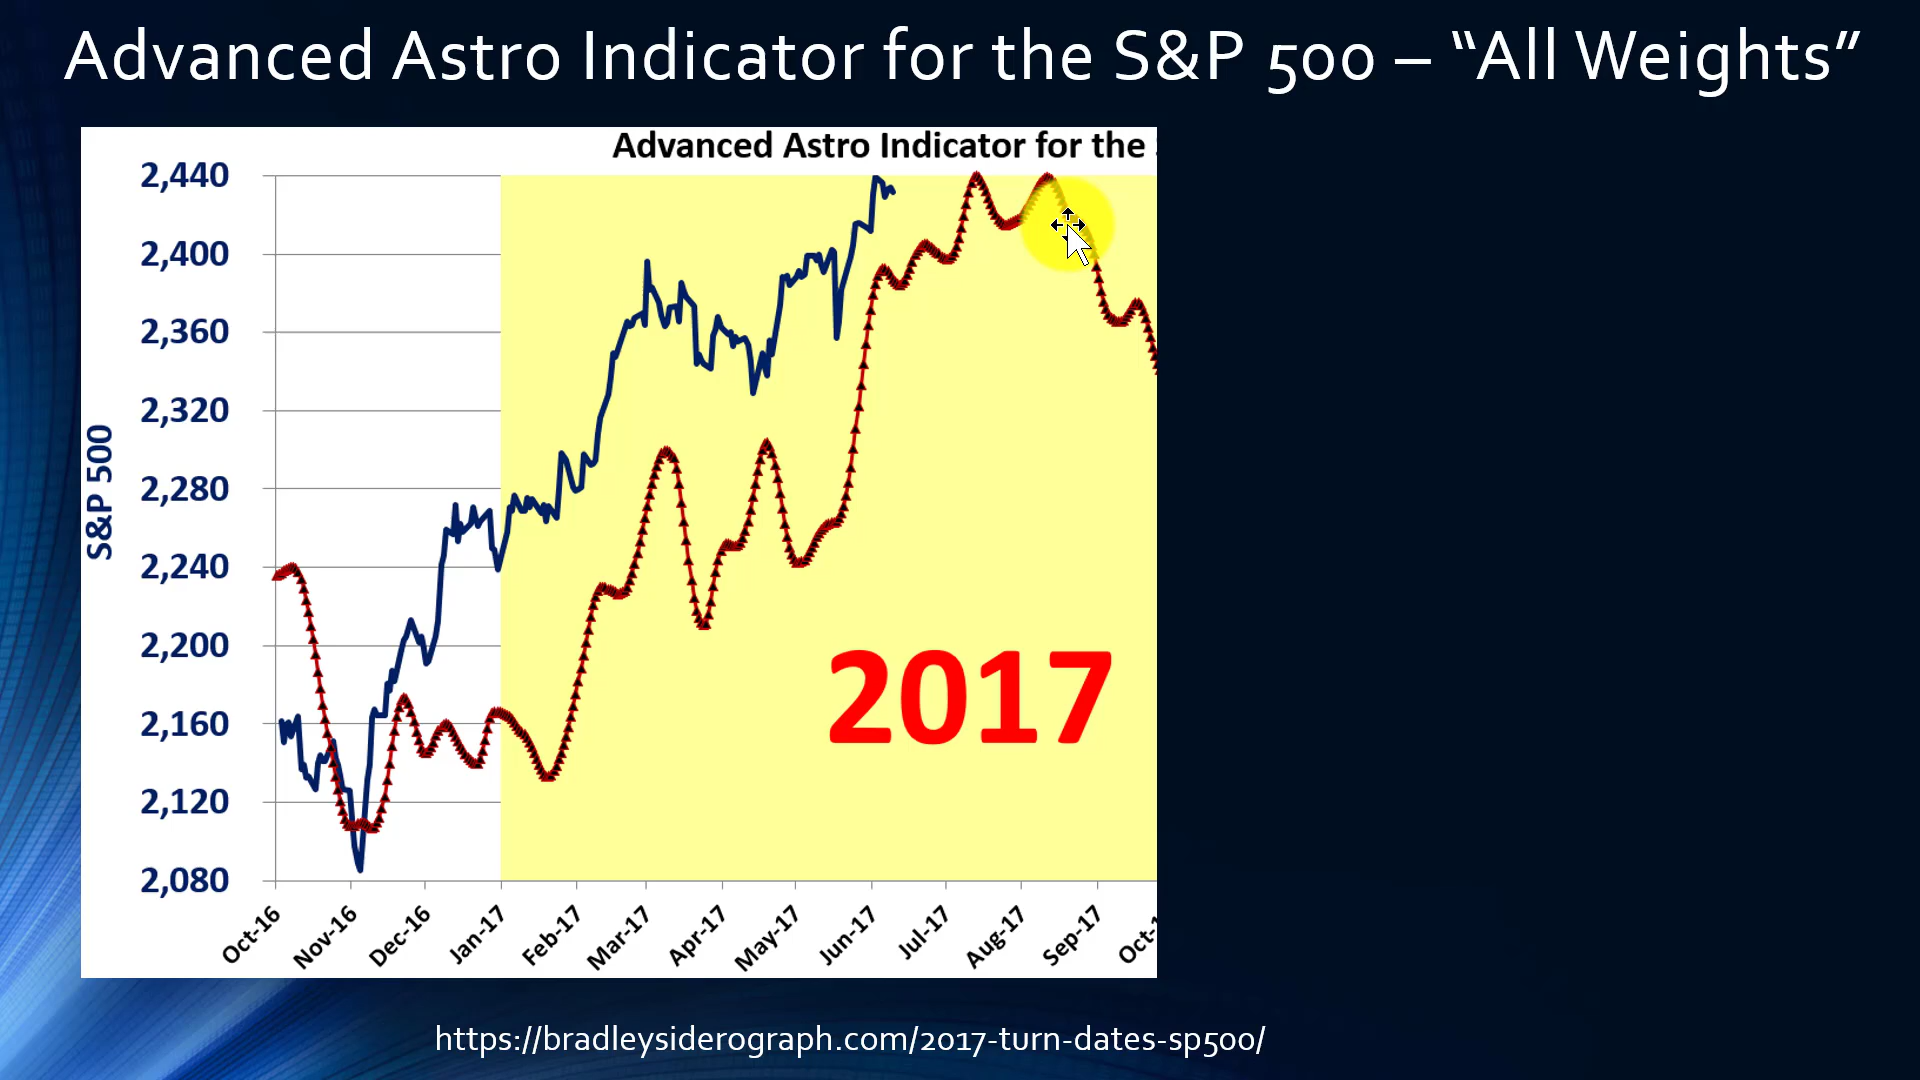 Advanced Astro Indicator for the S&P 500 – “All Weights”
Advanced Astro Indicator for the
2,440
2,400
2,360
2,320
2,280
2,240
2,200
2,160
2,120
2,080
S&P 500
2017
Oct-16
Nov-16
Dec-16
Jan-17
Feb-17
Mar-17
Apr-17
May-17
Jun-17
Jul-17
Aug-17
Sep-17
Oct-
https://bradleysiderograph.com/2017-turn-dates-sp500/